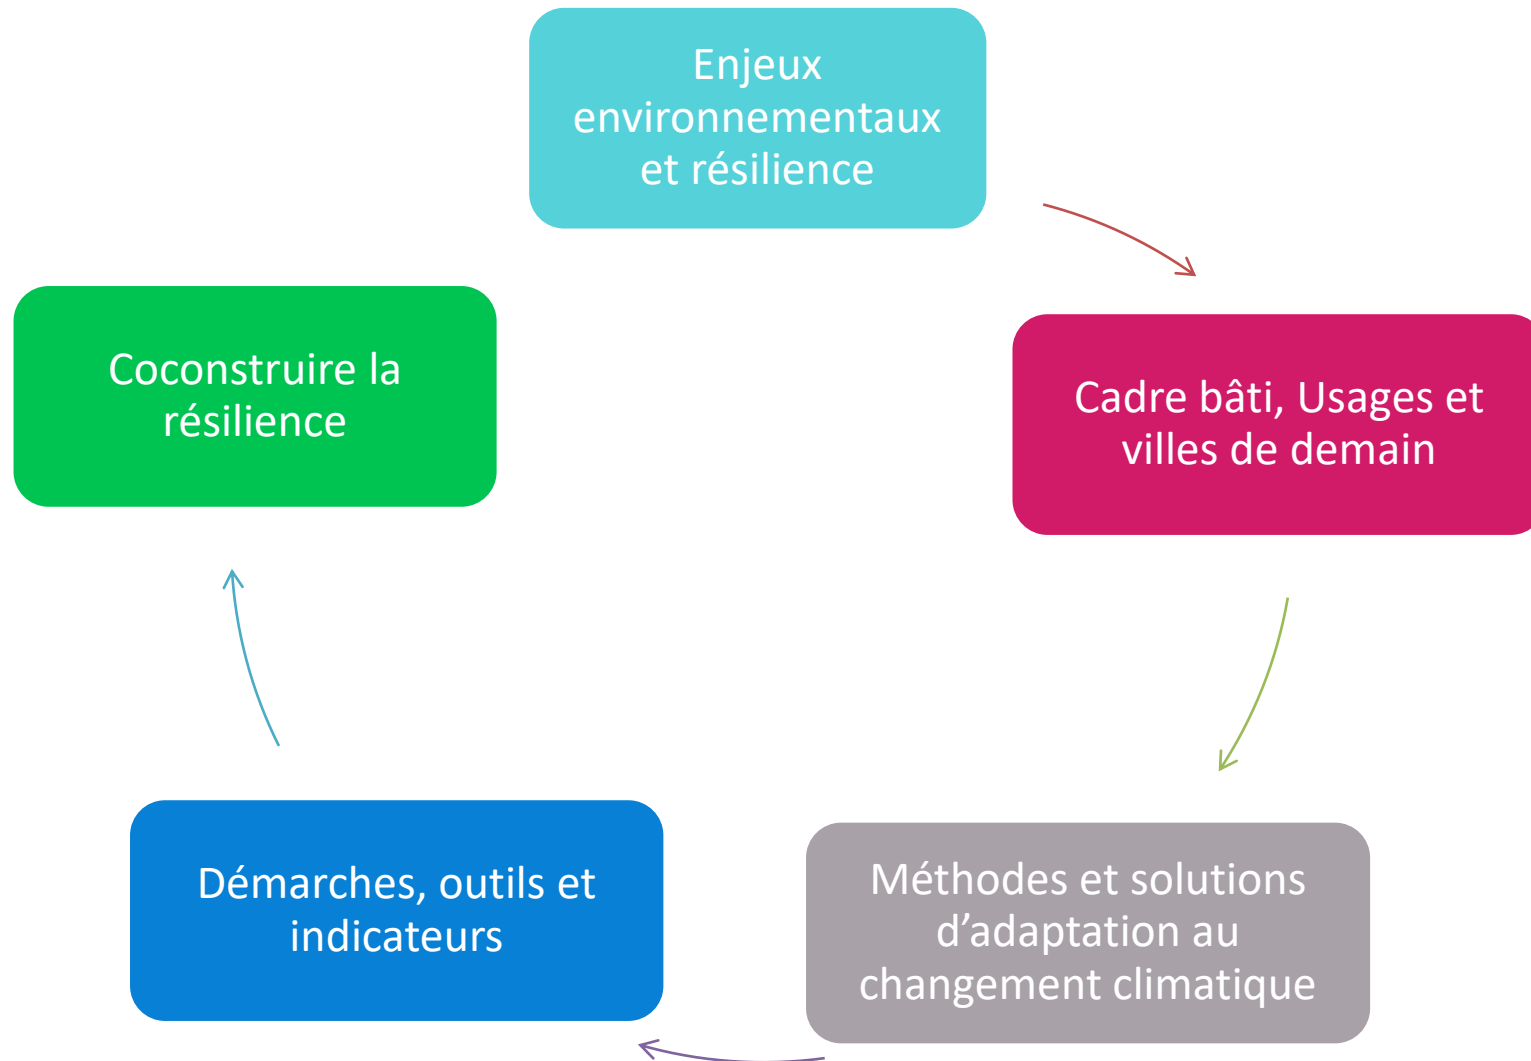 Enjeux
environnementaux
et résilience
Cadre bâti, Usages et
villes de demain
Méthodes et solutions
d’adaptation au
changement climatique
Démarches, outils et
indicateurs
Coconstruire la
résilience